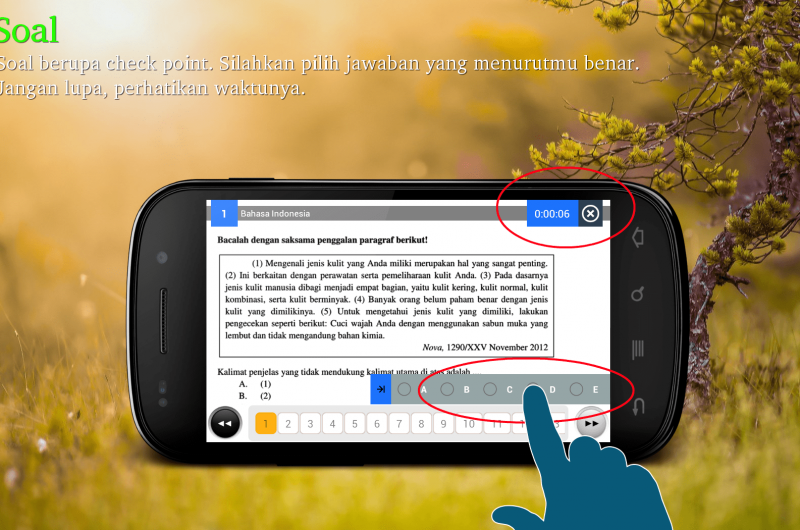 Soal
Soal berupa check point. Silahkan pilih jawaban yang menurutmu benar.
Jangan lupa, perhatikan waktunya.
1 Bahasa Indonesia 0:00:06
Bacalah dengan saksama penggalan paragraf berikut!
(1) Mengenali jenis kulit yang Anda miliki merupakan hal yang sangat penting.
(2) Ini berkaitan dengan perawatan serta pemeliharaan kulit Anda. (3) Pada dasarnya
jenis kulit manusia dibagi menjadi empat bagian, yaitu kulit kering, kulit normal, kulit
kombinasi, serta kulit berminyak. (4) Banyak orang belum paham benar dengan jenis
kulit yang dimilikinya. (5) Untuk mengetahui jenis kulit yang dimiliki, lakukan
pengecekan seperti berikut: Cuci wajah Anda dengan menggunakan sabun muka yang
lembut dan tidak mengandung bahan kimia.
Nova, 1290/XXV November 2012
Kalimat penjelas yang tidak mendukung kalimat utama di atas adalah ....
A. (1)
B. (2)
A B C D E
1 2 3 4 5 6 7 8 9 10 11